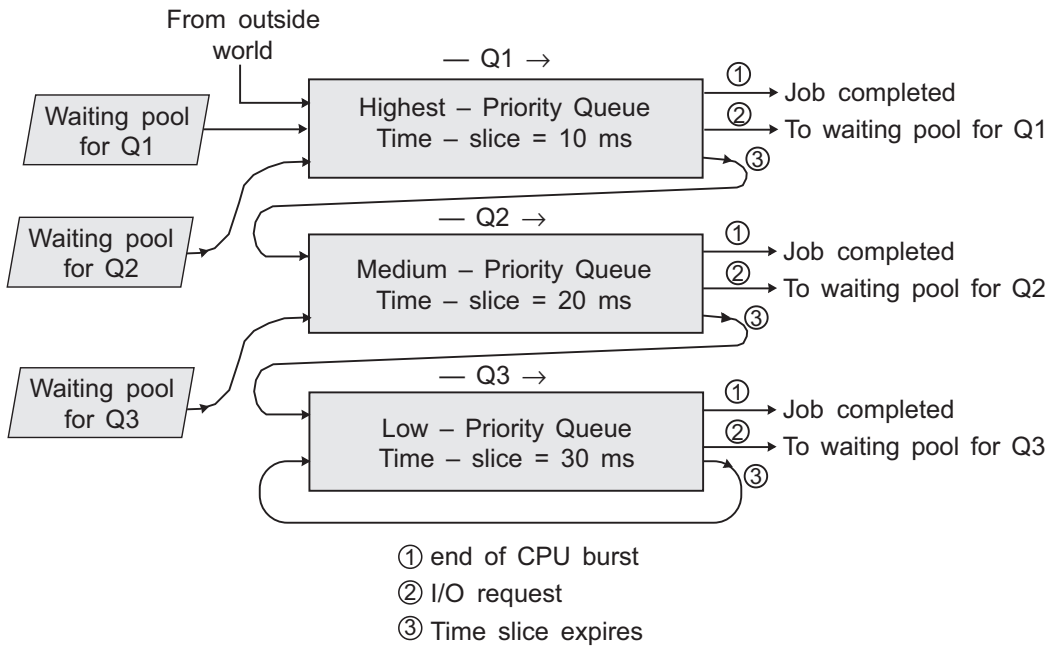 From outside
world
— Q1 →
Waiting pool
for Q1
Highest – Priority Queue
Time – slice = 10 ms
① Job completed
② To waiting pool for Q1
③
Waiting pool
for Q2
— Q2 →
Medium – Priority Queue
Time – slice = 20 ms
① Job completed
② To waiting pool for Q2
③
Waiting pool
for Q3
— Q3 →
Low – Priority Queue
Time – slice = 30 ms
① Job completed
② To waiting pool for Q3
③
① end of CPU burst
② I/O request
③ Time slice expires